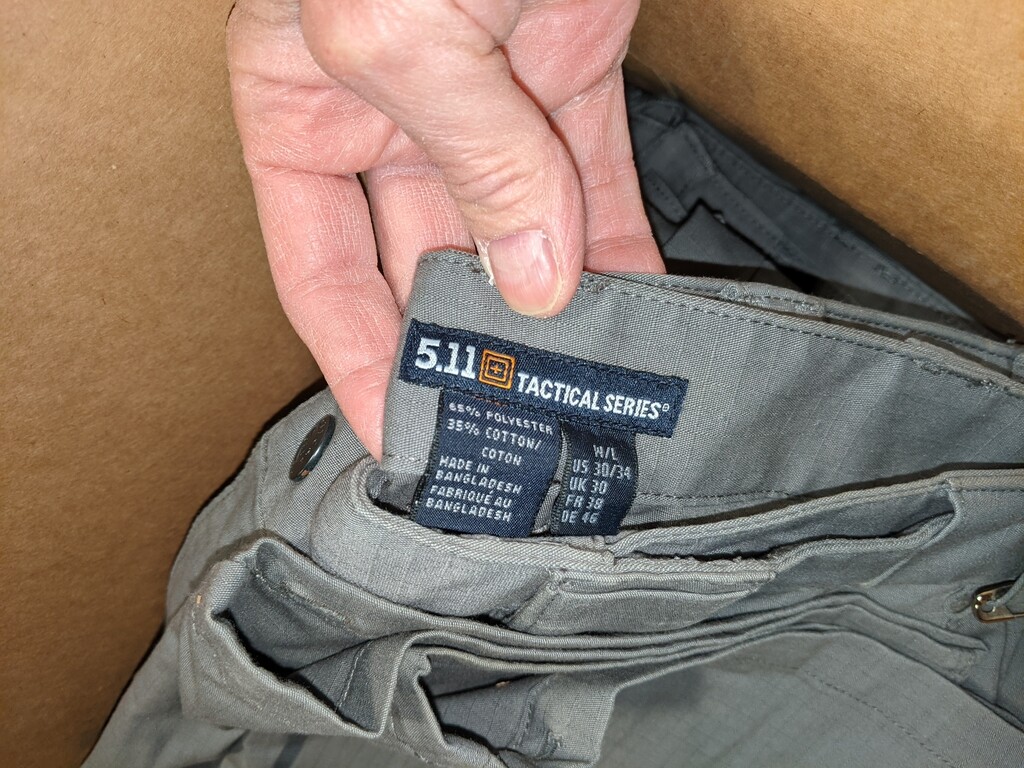 5.11 TACTICAL SERIES®
65% POLYESTER
35% COTTON/
COTON
MADE IN
BANGLADESH
FABRIQUÉ AU
BANGLADESH
W/L
US 30/34
UK 30
FR 38
DE 46